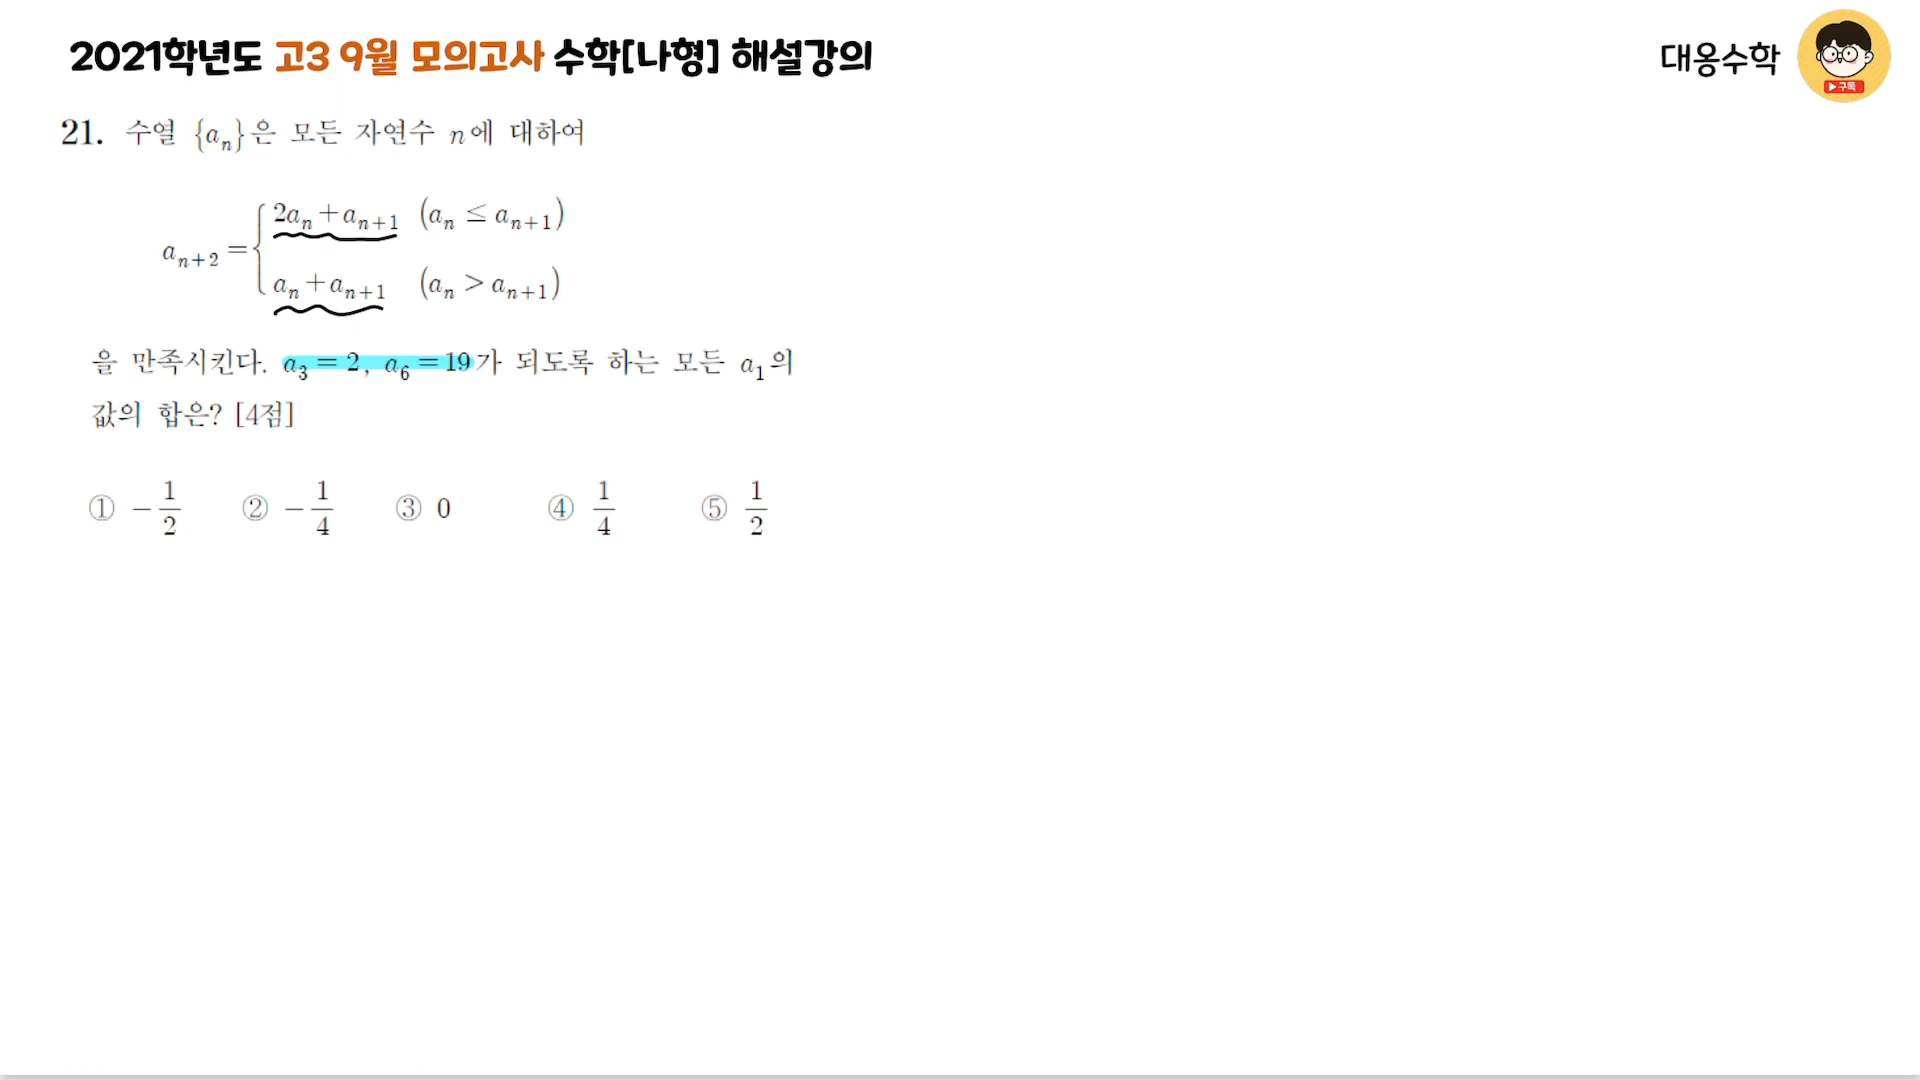 2021학년도 고3 9월 모의고사 수학[나형] 해설강의
대웅수학
구독
21. 수열 {aₙ}은 모든 자연수 n에 대하여
aₙ₊₂ = { 2aₙ + aₙ₊₁ (aₙ ≤ aₙ₊₁)
aₙ + aₙ₊₁ (aₙ > aₙ₊₁)
을 만족시킨다. a₃ = 2, a₆ = 19가 되도록 하는 모든 a₁의
값의 합은? [4점]
① -1/2 ② -1/4 ③ 0 ④ 1/4 ⑤ 1/2